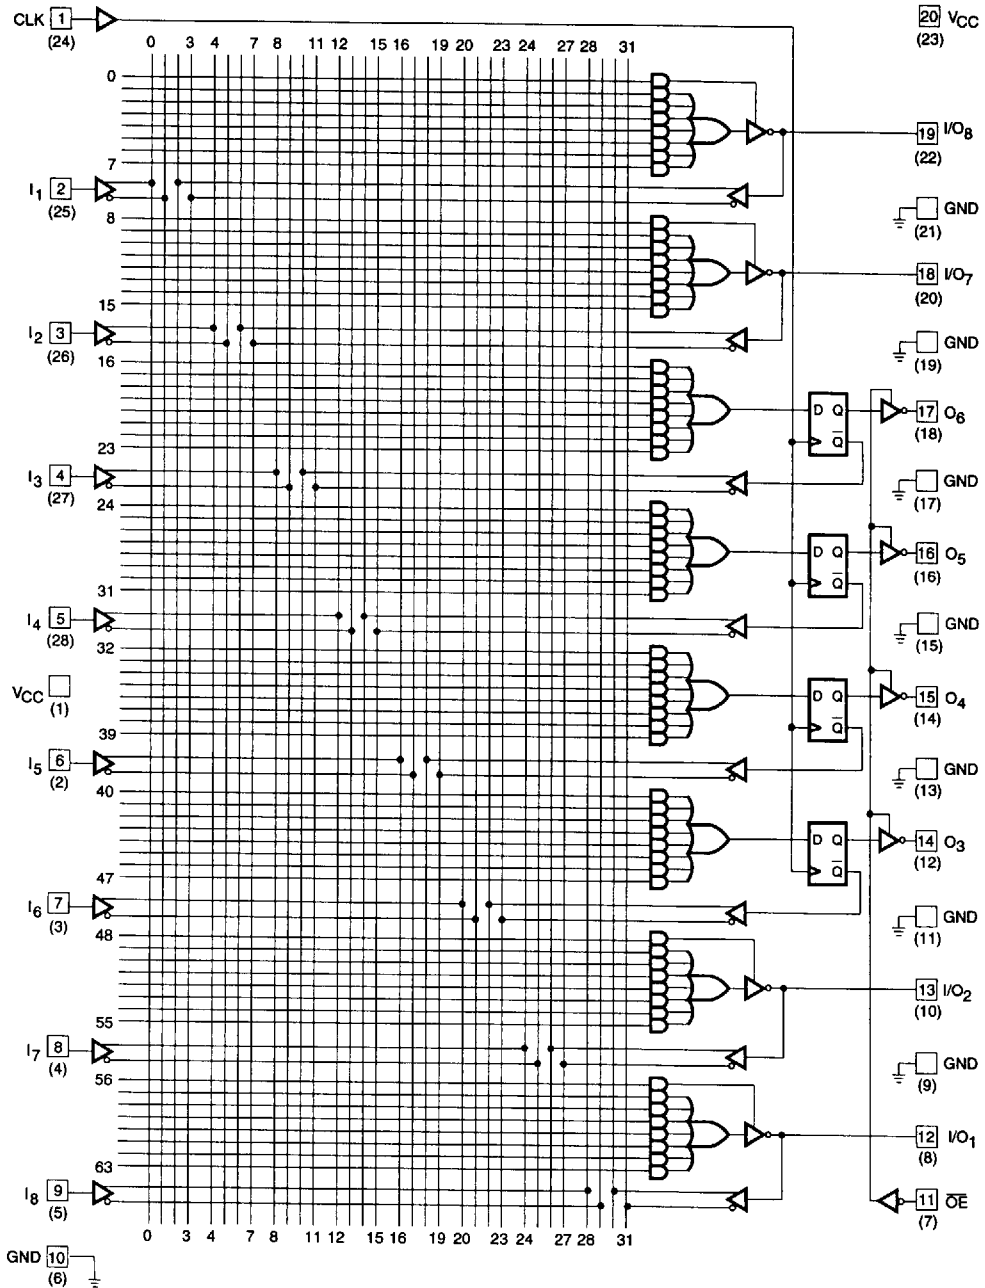 CLK 1
(24)
20 VCC
(23)
0 3 4 7 8 11 12 15 16 19 20 23 24 27 28 31
0
19 I/O8
(22)
7
I1 2
(25)
8
GND
(21)
18 I/O7
(20)
15
I2 3
(26)
16
GND
(19)
D Q
Q
17 O6
(18)
23
I3 4
(27)
24
GND
(17)
D Q
Q
16 O5
(16)
31
I4 5
(28)
32
GND
(15)
VCC
(1)
D Q
Q
15 O4
(14)
39
I5 6
(2)
40
GND
(13)
D Q
Q
14 O3
(12)
47
I6 7
(3)
48
GND
(11)
13 I/O2
(10)
55
I7 8
(4)
56
GND
(9)
12 I/O1
(8)
63
I8 9
(5)
11 OE
(7)
0 3 4 7 8 11 12 15 16 19 20 23 24 27 28 31
GND 10
(6)